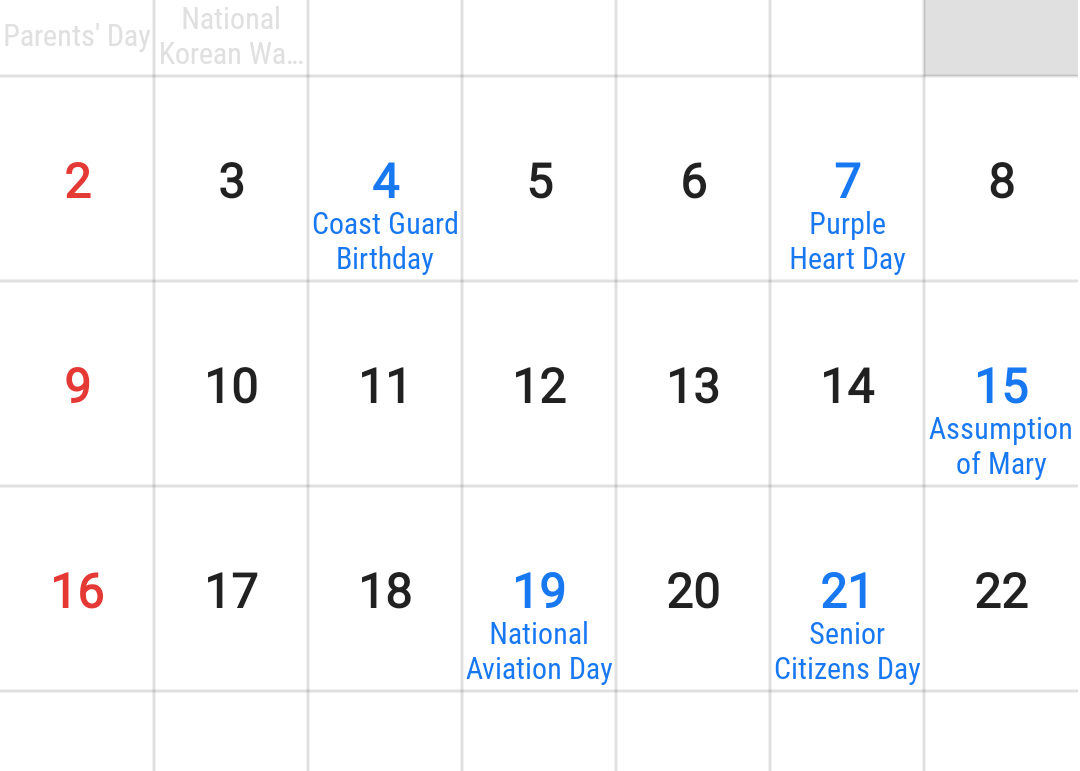 Parents' Day
National
Korean Wa...
2
3
4
5
6
7
8
Coast Guard
Birthday
Purple
Heart Day
9
10
11
12
13
14
15
Assumption
of Mary
16
17
18
19
20
21
22
National
Aviation Day
Senior
Citizens Day